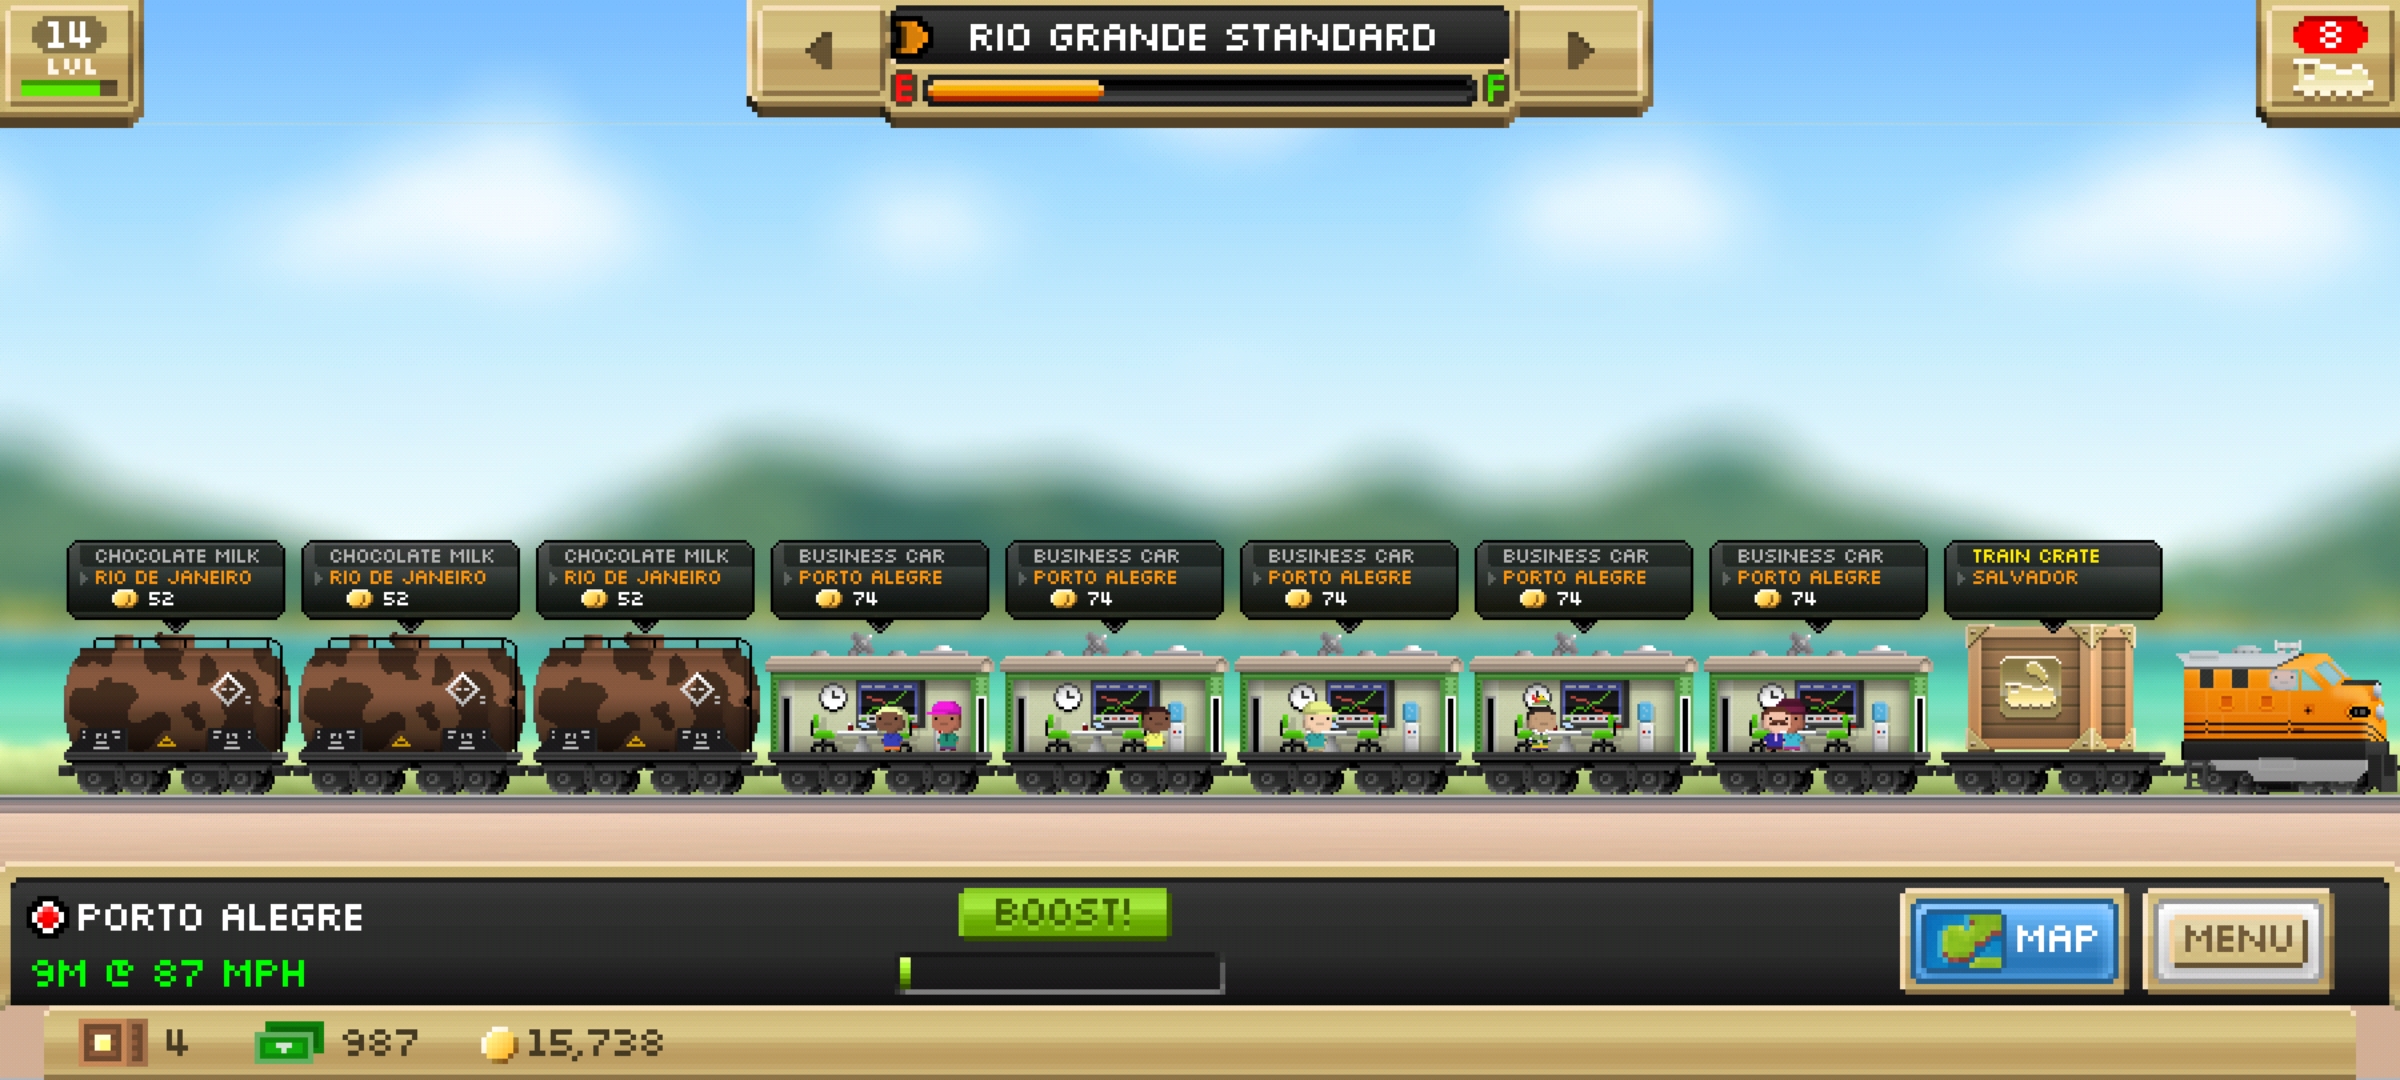 14
LVL
RIO GRANDE STANDARD
E F
8
CHOCOLATE MILK
RIO DE JANEIRO
52
CHOCOLATE MILK
RIO DE JANEIRO
52
CHOCOLATE MILK
RIO DE JANEIRO
52
BUSINESS CAR
PORTO ALEGRE
74
BUSINESS CAR
PORTO ALEGRE
74
BUSINESS CAR
PORTO ALEGRE
74
BUSINESS CAR
PORTO ALEGRE
74
BUSINESS CAR
PORTO ALEGRE
74
TRAIN CRATE
SALVADOR
PORTO ALEGRE
9M @ 87 MPH
BOOST!
MAP
MENU
4
987
15,738